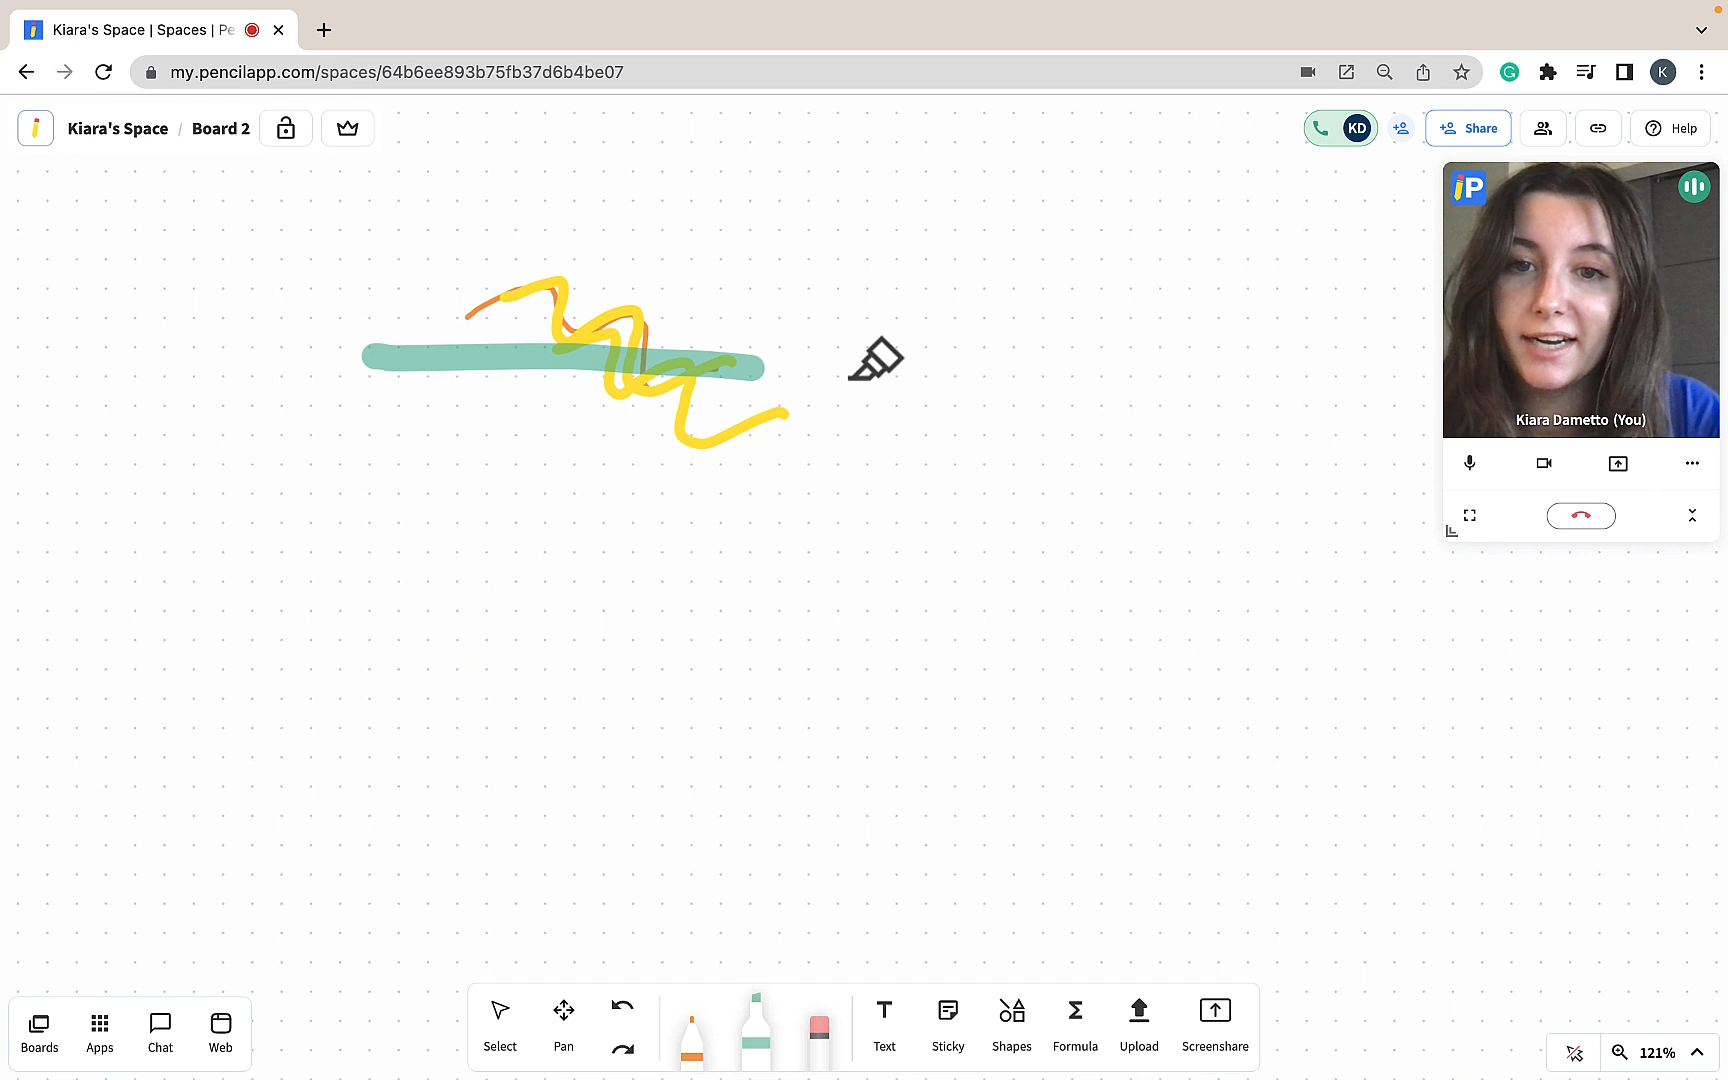 Kiara's Space | Spaces | Pe
my.pencilapp.com/spaces/64b6ee893b75fb37d6b4be07
K
Kiara's Space / Board 2
KD
Share
Help
P
Kiara Dametto (You)
Boards
Apps
Chat
Web
Select
Pan
Text
Sticky
Shapes
Formula
Upload
Screenshare
121%